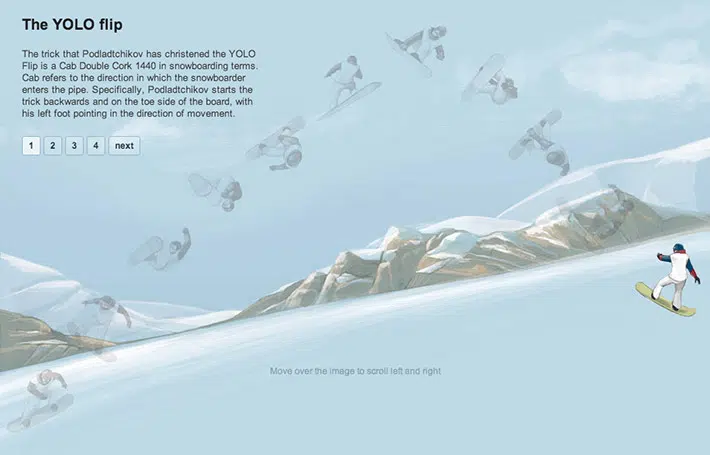 The YOLO flip
The trick that Podladtchikov has christened the YOLO
Flip is a Cab Double Cork 1440 in snowboarding terms.
Cab refers to the direction in which the snowboarder
enters the pipe. Specifically, Podladtchikov starts the
trick backwards and on the toe side of the board, with
his left foot pointing in the direction of movement.
1 2 3 4 next
Move over the image to scroll left and right